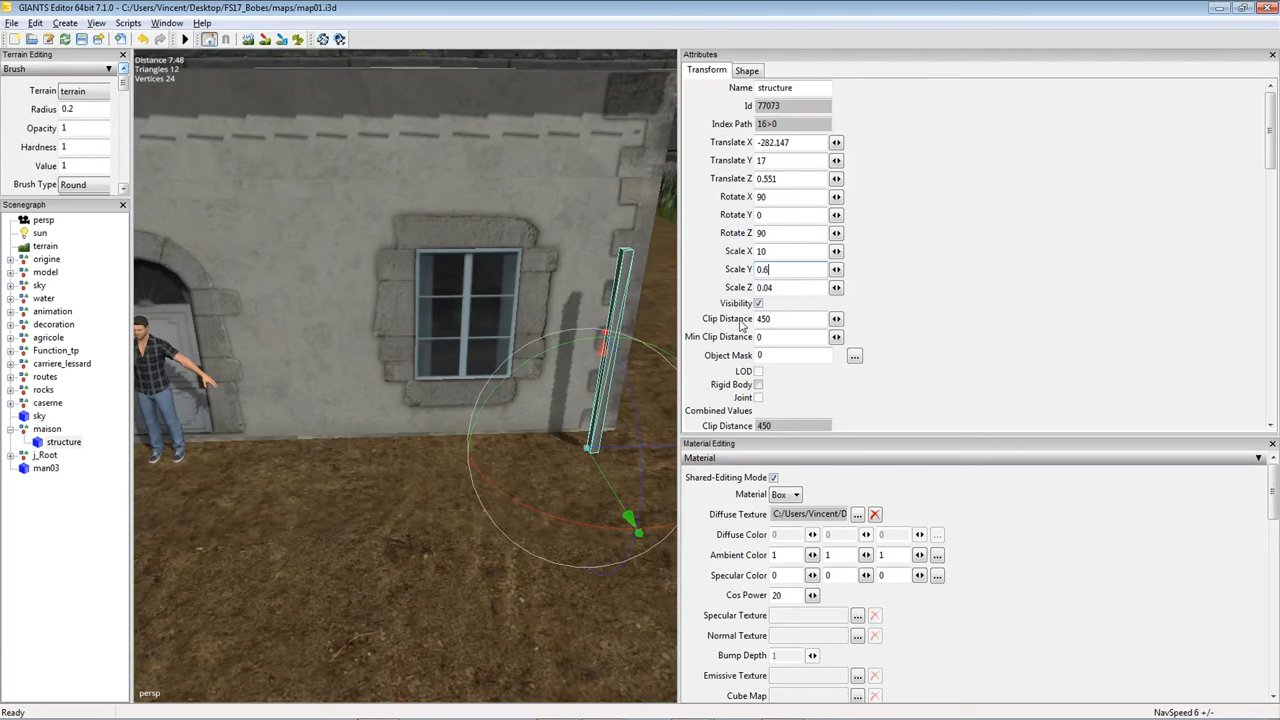 GIANTS Editor 64bit 7.1.0 - C:/Users/Vincent/Desktop/FS17_Bobes/maps/map01.i3d
File Edit Create View Scripts Window Help
Terrain Editing
Brush
Terrain terrain
Radius 0.2
Opacity 1
Hardness 1
Value 1
Brush Type Round
Scenegraph
persp
sun
terrain
origine
model
sky
water
animation
decoration
agricole
Function_tp
carriere_lessard
routes
rocks
caserne
sky
maison
structure
j_Root
man03
Distance 7.48
Triangles 12
Vertices 24
persp
Attributes
Transform Shape
Name structure
Id 77073
Index Path 16>0
Translate X -282.147
Translate Y 17
Translate Z 0.551
Rotate X 90
Rotate Y 0
Rotate Z 90
Scale X 10
Scale Y 0.6
Scale Z 0.04
Visibility
Clip Distance 450
Min Clip Distance 0
Object Mask 0 ...
LOD
Rigid Body
Joint
Combined Values
Clip Distance 450
Material Editing
Material
Shared-Editing Mode
Material Box
Diffuse Texture C:/Users/Vincent/D ...
Diffuse Color 0 0 0 ...
Ambient Color 1 1 1 ...
Specular Color 0 0 0 ...
Cos Power 20
Specular Texture ...
Normal Texture ...
Bump Depth 1
Emissive Texture ...
Cube Map ...
Ready
NavSpeed 6 +/-